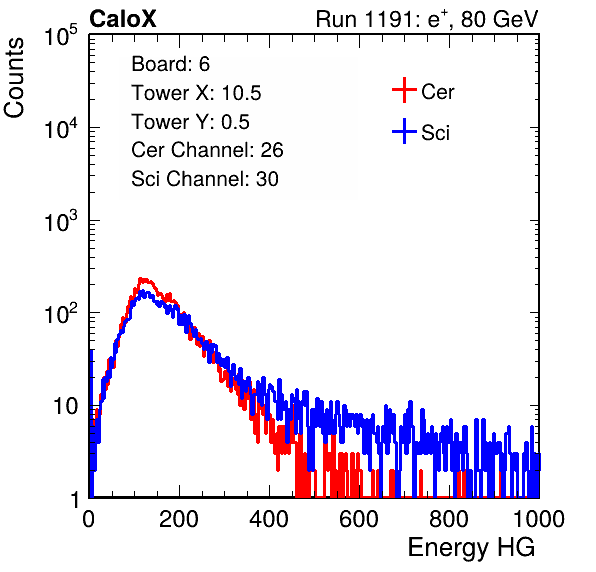 CaloX Run 1191: e⁺, 80 GeV
Counts
10⁵
10⁴
10³
10²
10
1
Board: 6
Tower X: 10.5
Tower Y: 0.5
Cer Channel: 26
Sci Channel: 30
Cer
Sci
0 200 400 600 800 1000
Energy HG